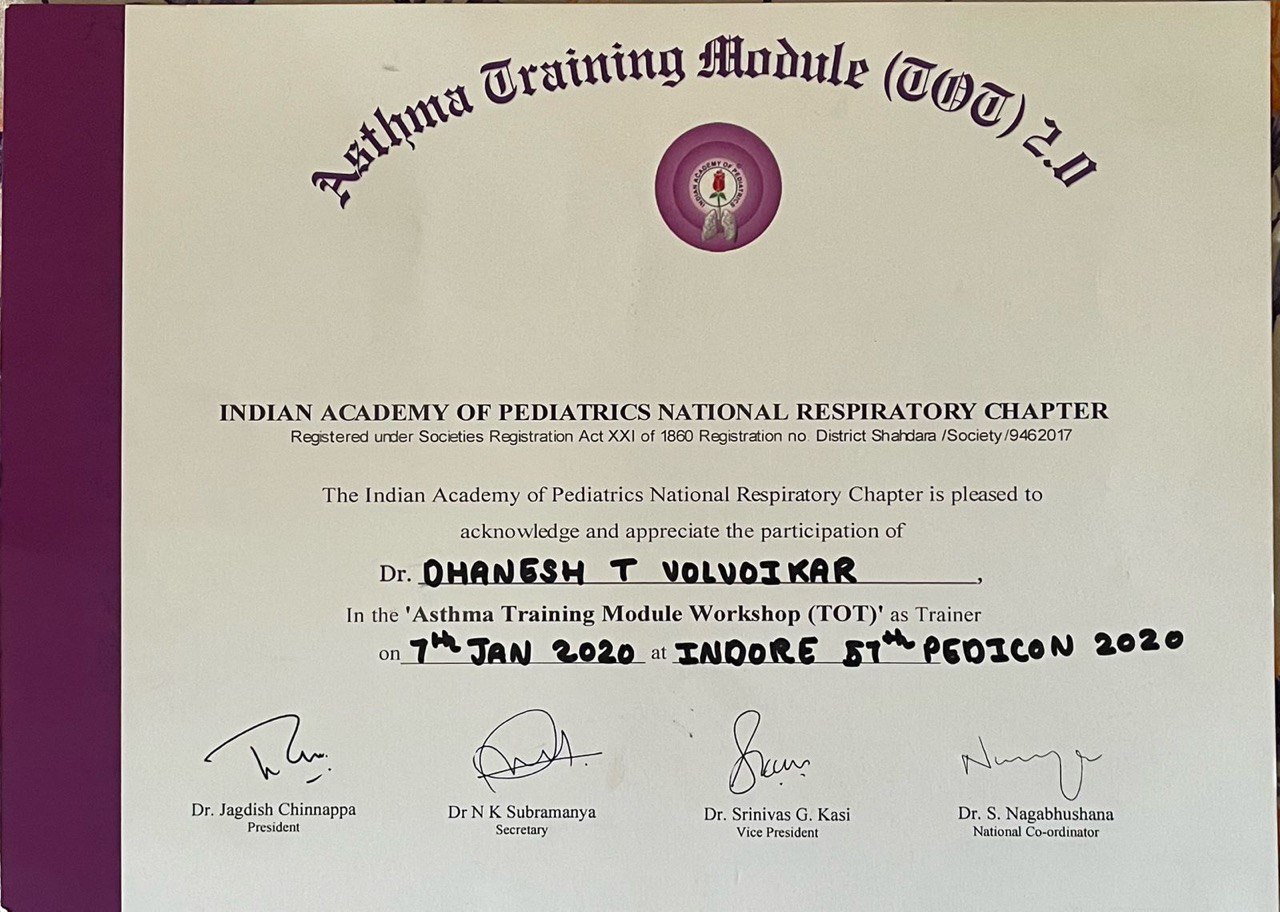 Asthma Training Module (TOT) 2.0
INDIAN ACADEMY OF PEDIATRICS
INDIAN ACADEMY OF PEDIATRICS NATIONAL RESPIRATORY CHAPTER
Registered under Societies Registration Act XXI of 1860 Registration no. District Shahdara /Society/9462017
The Indian Academy of Pediatrics National Respiratory Chapter is pleased to
acknowledge and appreciate the participation of
Dr. DHANESH T VOLVOIKAR,
In the 'Asthma Training Module Workshop (TOT)' as Trainer
on 7th JAN 2020 at INDORE 57th PEDICON 2020
Dr. Jagdish Chinnappa Dr N K Subramanya Dr. Srinivas G. Kasi Dr. S. Nagabhushana
President Secretary Vice President National Co-ordinator